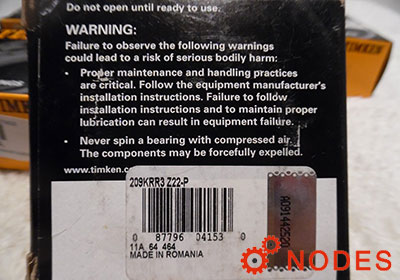 Do not open until ready to use.
WARNING:
Failure to observe the following warnings
could lead to a risk of serious bodily harm:
• Proper maintenance and handling practices
are critical. Follow the equipment manufacturer's
installation instructions. Failure to follow
installation instructions and to maintain proper
lubrication can result in equipment failure.
• Never spin a bearing with compressed air.
The components may be forcefully expelled.
www.timken.c
209KRR3 Z22-P
0 87796 04153 0
11A 64 464
MADE IN ROMANIA
NODES
TIMKEN